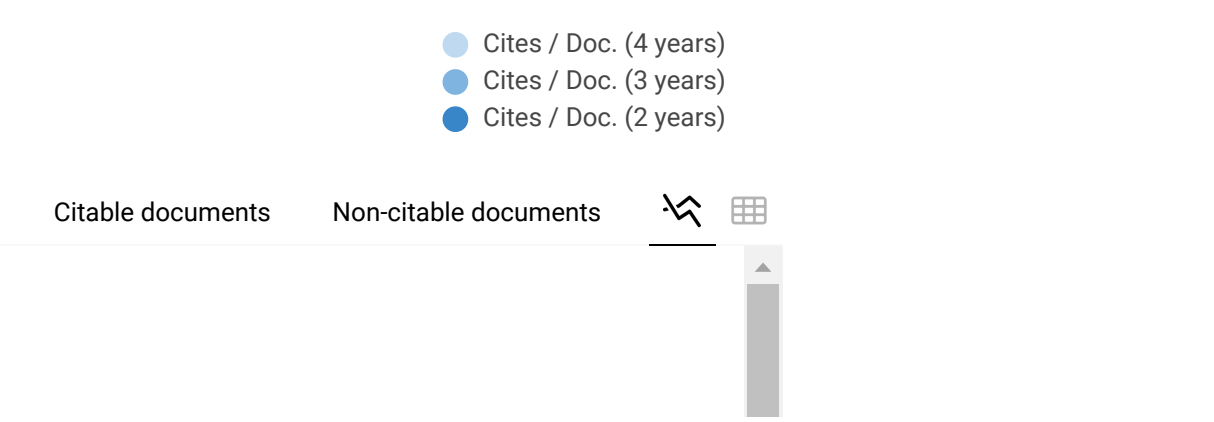 Cites / Doc. (4 years)
Cites / Doc. (3 years)
Cites / Doc. (2 years)
Citable documents Non-citable documents